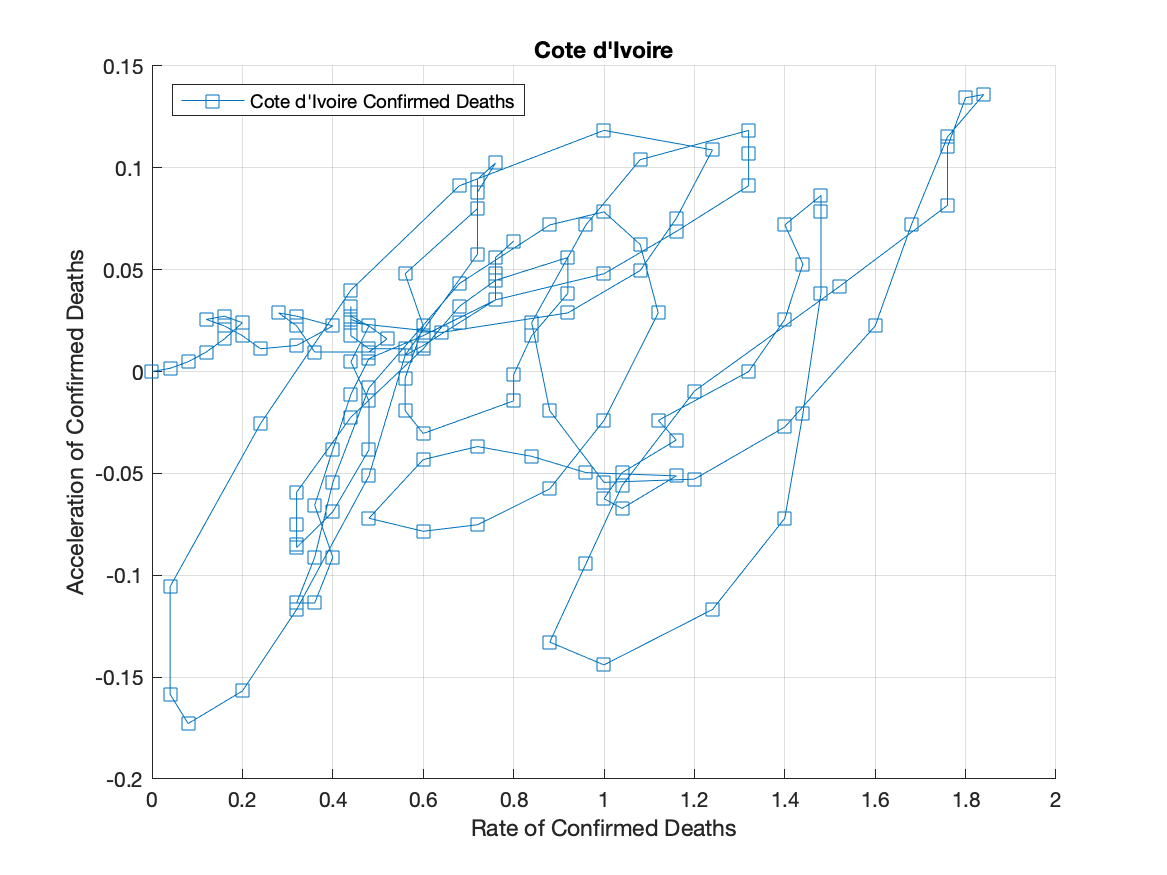 Cote d'Ivoire
Cote d'Ivoire Confirmed Deaths
0.15
0.1
0.05
0
-0.05
-0.1
-0.15
-0.2
Acceleration of Confirmed Deaths
0 0.2 0.4 0.6 0.8 1 1.2 1.4 1.6 1.8 2
Rate of Confirmed Deaths